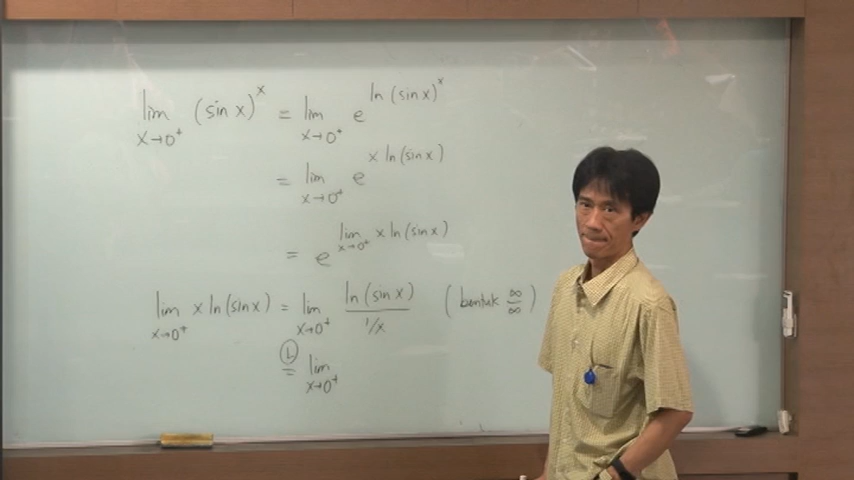 lim x→0⁺ (sin x)^x = lim x→0⁺ e^(ln (sin x)^x)
= lim x→0⁺ e^(x ln (sin x))
= e^(lim x→0⁺ x ln (sin x))
lim x→0⁺ x ln (sin x) = lim x→0⁺ ln (sin x) / (1/x) (bentuk ∞/∞)
Ⓛ= lim x→0⁺